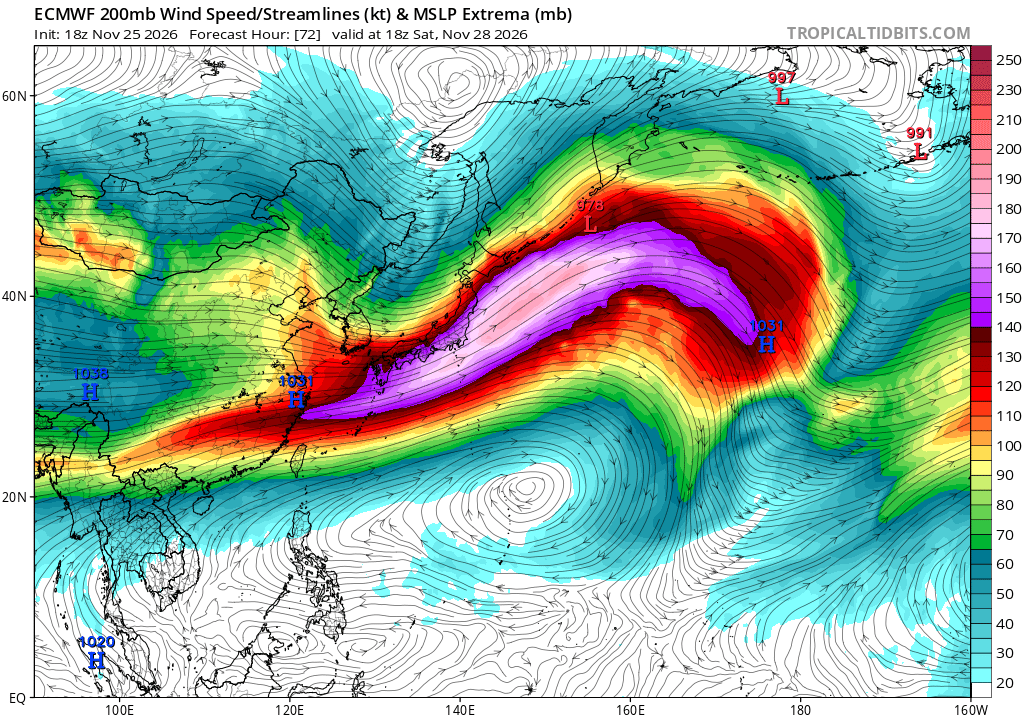 ECMWF 200mb Wind Speed/Streamlines (kt) & MSLP Extrema (mb)
Init: 18z Nov 25 2026 Forecast Hour: [72] valid at 18z Sat, Nov 28 2026
TROPICALTIDBITS.COM
250
230
210
200
190
180
170
160
150
140
130
120
110
100
90
80
70
60
50
40
30
20
60N
40N
20N
EQ
997
L
991
L
978
L
1031
H
1038
H
1031
H
1020
H
100E
120E
140E
160E
180
160W